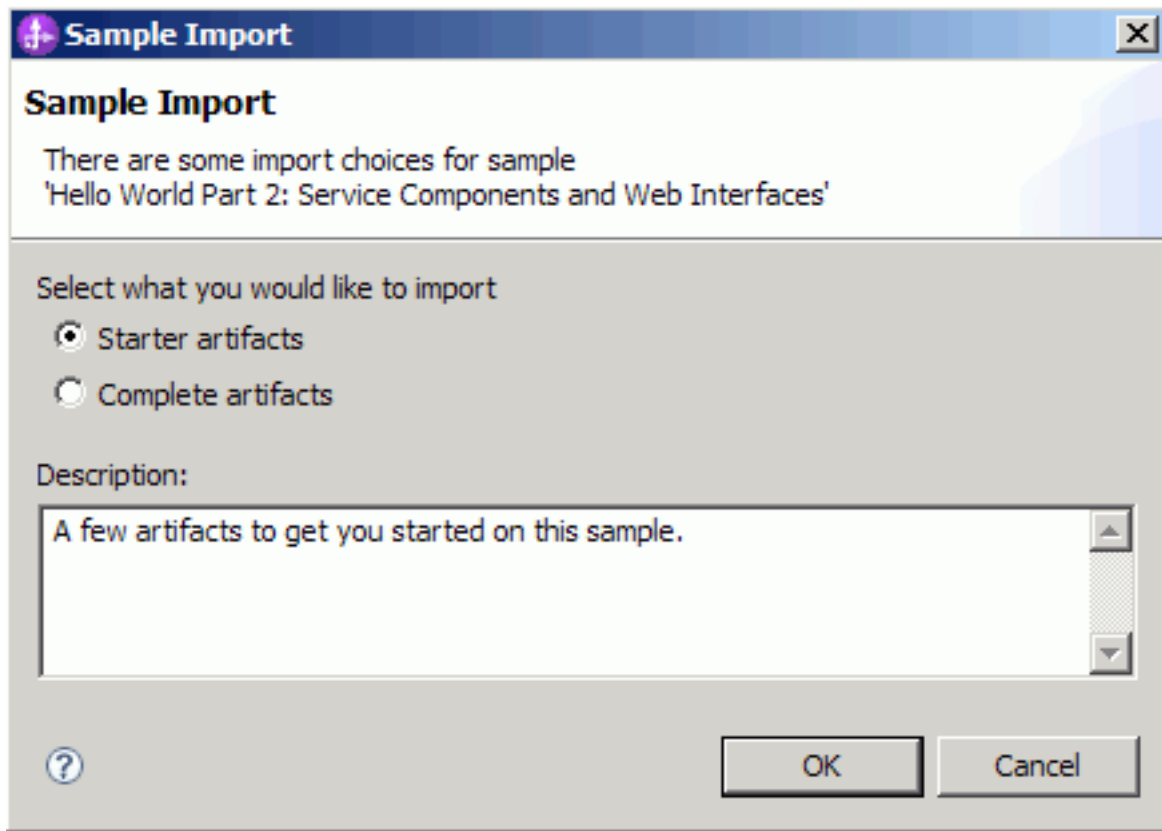 Sample Import
Sample Import
There are some import choices for sample
'Hello World Part 2: Service Components and Web Interfaces'
Select what you would like to import
Starter artifacts
Complete artifacts
Description:
A few artifacts to get you started on this sample.
?
OK
Cancel